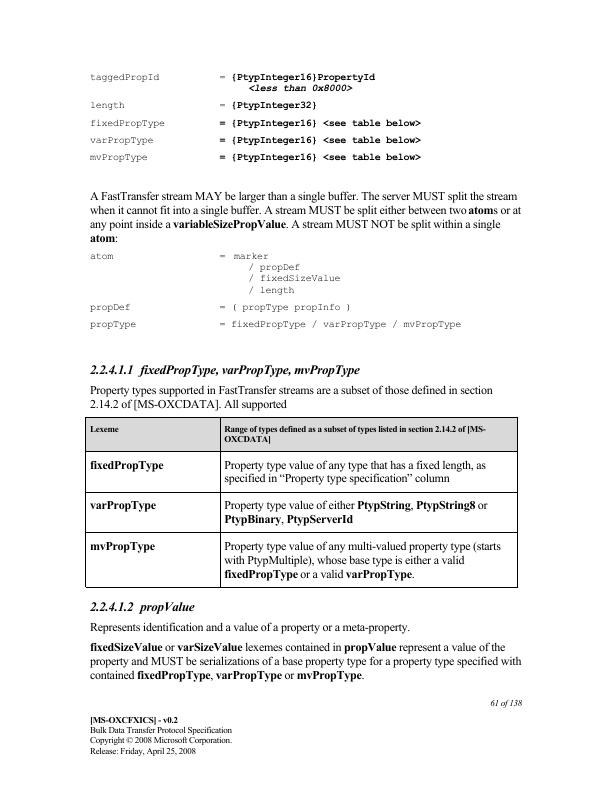 taggedPropId = {PtypInteger16}PropertyId
<less than 0x8000>
length = {PtypInteger32}
fixedPropType = {PtypInteger16} <see table below>
varPropType = {PtypInteger16} <see table below>
mvPropType = {PtypInteger16} <see table below>
A FastTransfer stream MAY be larger than a single buffer. The server MUST split the stream
when it cannot fit into a single buffer. A stream MUST be split either between two atoms or at
any point inside a variableSizePropValue. A stream MUST NOT be split within a single
atom:
atom = marker
/ propDef
/ fixedSizeValue
/ length
propDef = ( propType propInfo )
propType = fixedPropType / varPropType / mvPropType
2.2.4.1.1 fixedPropType, varPropType, mvPropType
Property types supported in FastTransfer streams are a subset of those defined in section
2.14.2 of [MS-OXCDATA]. All supported
Lexeme Range of types defined as a subset of types listed in section 2.14.2 of [MS-
OXCDATA]
fixedPropType Property type value of any type that has a fixed length, as
specified in “Property type specification” column
varPropType Property type value of either PtypString, PtypString8 or
PtypBinary, PtypServerId
mvPropType Property type value of any multi-valued property type (starts
with PtypMultiple), whose base type is either a valid
fixedPropType or a valid varPropType.
2.2.4.1.2 propValue
Represents identification and a value of a property or a meta-property.
fixedSizeValue or varSizeValue lexemes contained in propValue represent a value of the
property and MUST be serializations of a base property type for a property type specified with
contained fixedPropType, varPropType or mvPropType.
61 of 138
[MS-OXCFXICS] - v0.2
Bulk Data Transfer Protocol Specification
Copyright © 2008 Microsoft Corporation.
Release: Friday, April 25, 2008